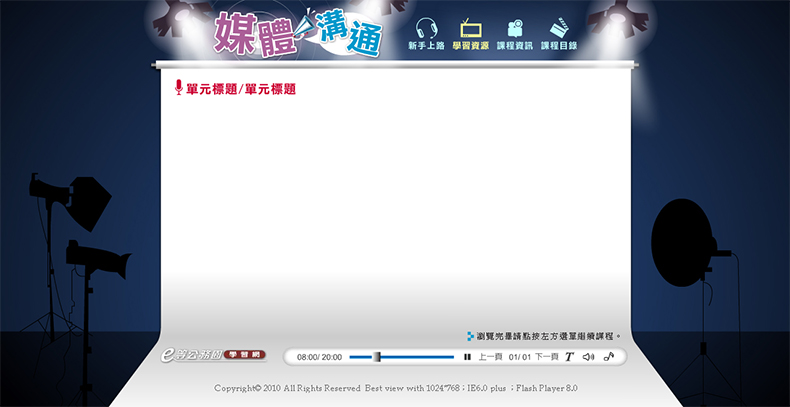 媒體溝通
新手上路 學習資源 課程資訊 課程目錄
單元標題/單元標題
瀏覽完畢請點按左方選單繼續課程。
e等公務園 學習網
08:00/ 20:00 上一頁 01/ 01 下一頁 T
Copyright© 2010 All Rights Reserved Best view with 1024*768；IE6.0 plus ；Flash Player 8.0